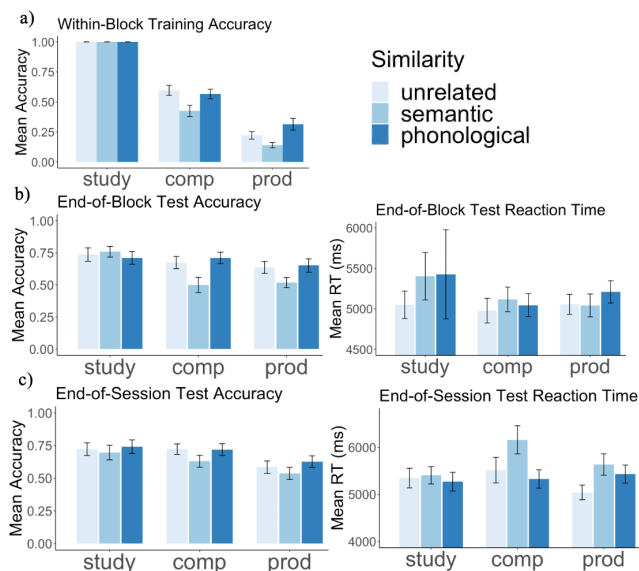 a)
Within-Block Training Accuracy
Mean Accuracy
1.00
0.75
0.50
0.25
0.00
study comp prod
Similarity
unrelated
semantic
phonological
b)
End-of-Block Test Accuracy
Mean Accuracy
1.00
0.75
0.50
0.25
0.00
study comp prod
End-of-Block Test Reaction Time
Mean RT (ms)
6000
5500
5000
4500
study comp prod
c)
End-of-Session Test Accuracy
Mean Accuracy
1.00
0.75
0.50
0.25
0.00
study comp prod
End-of-Session Test Reaction Time
Mean RT (ms)
6000
5000
4000
study comp prod